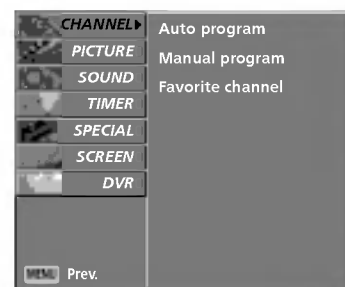 CHANNEL
PICTURE
SOUND
TIMER
SPECIAL
SCREEN
DVR
MENU Prev.
Auto program
Manual program
Favorite channel